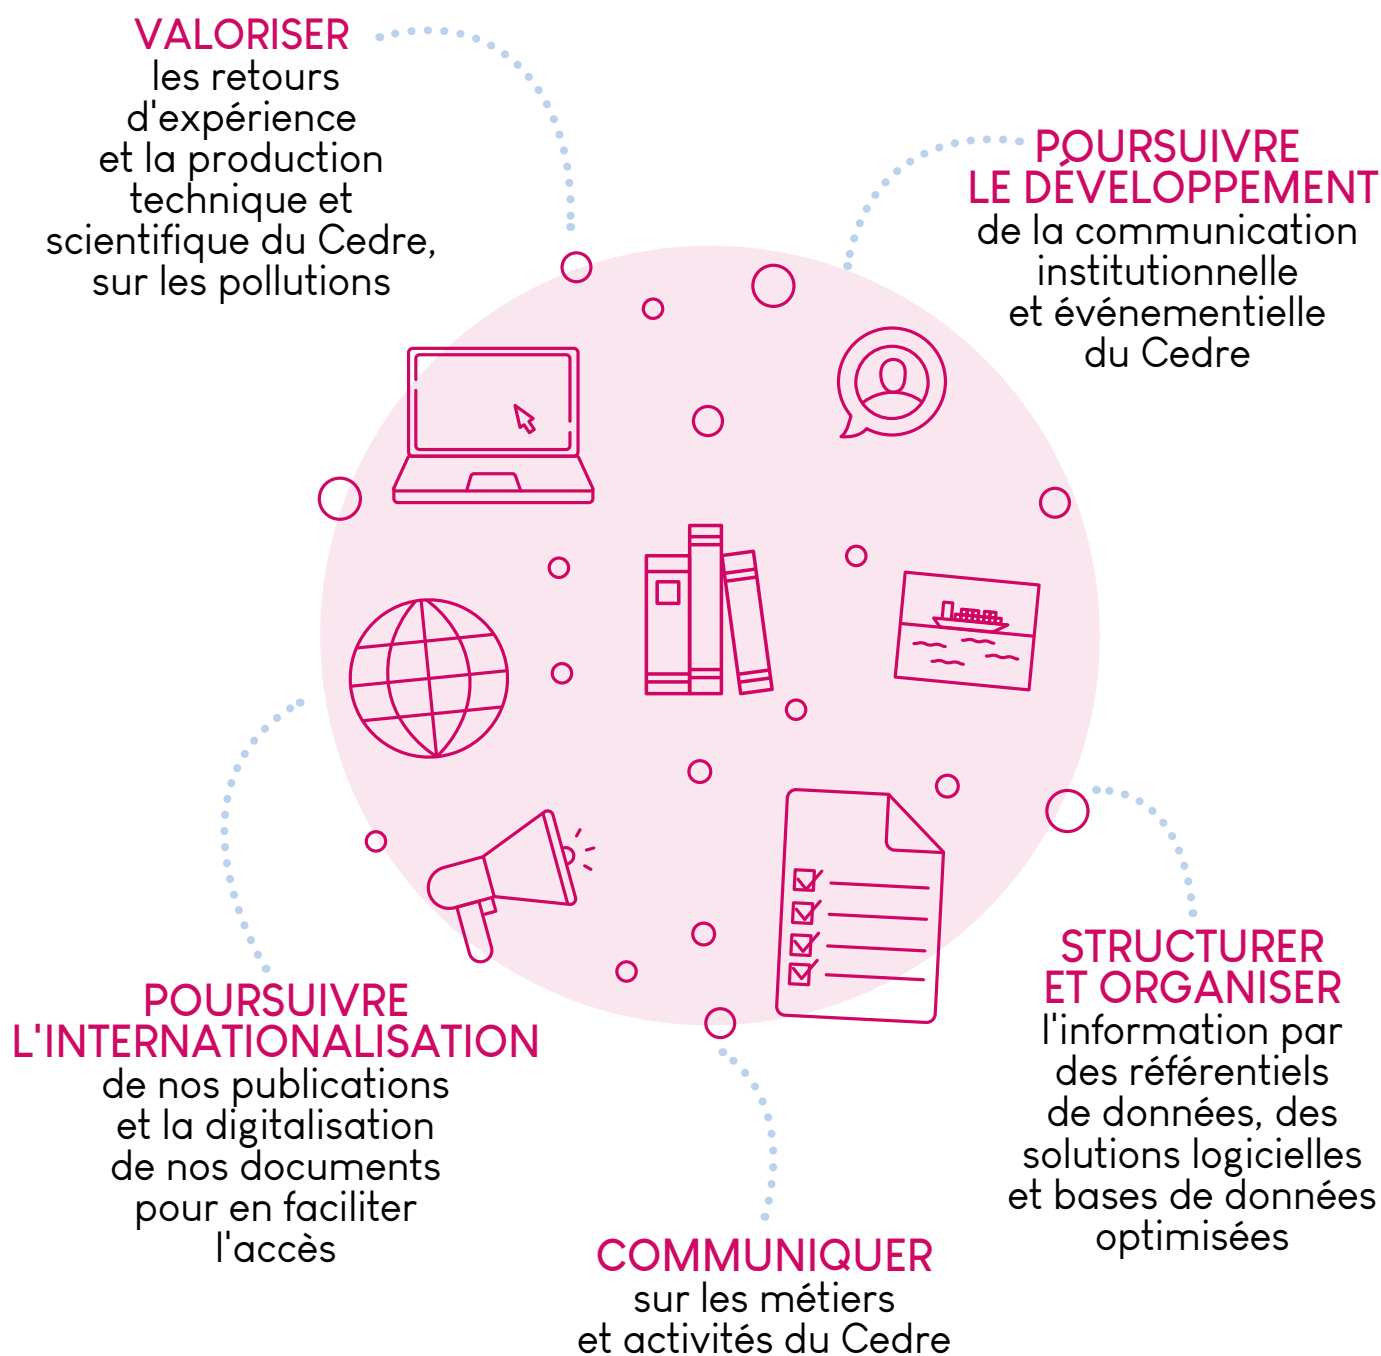 VALORISER
les retours
d'expérience
et la production
technique et
scientifique du Cedre,
sur les pollutions
POURSUIVRE
LE DÉVELOPPEMENT
de la communication
institutionnelle
et événementielle
du Cedre
STRUCTURER
ET ORGANISER
l'information par
des référentiels
de données, des
solutions logicielles
et bases de données
optimisées
COMMUNIQUER
sur les métiers
et activités du Cedre
POURSUIVRE
L'INTERNATIONALISATION
de nos publications
et la digitalisation
de nos documents
pour en faciliter
l'accès